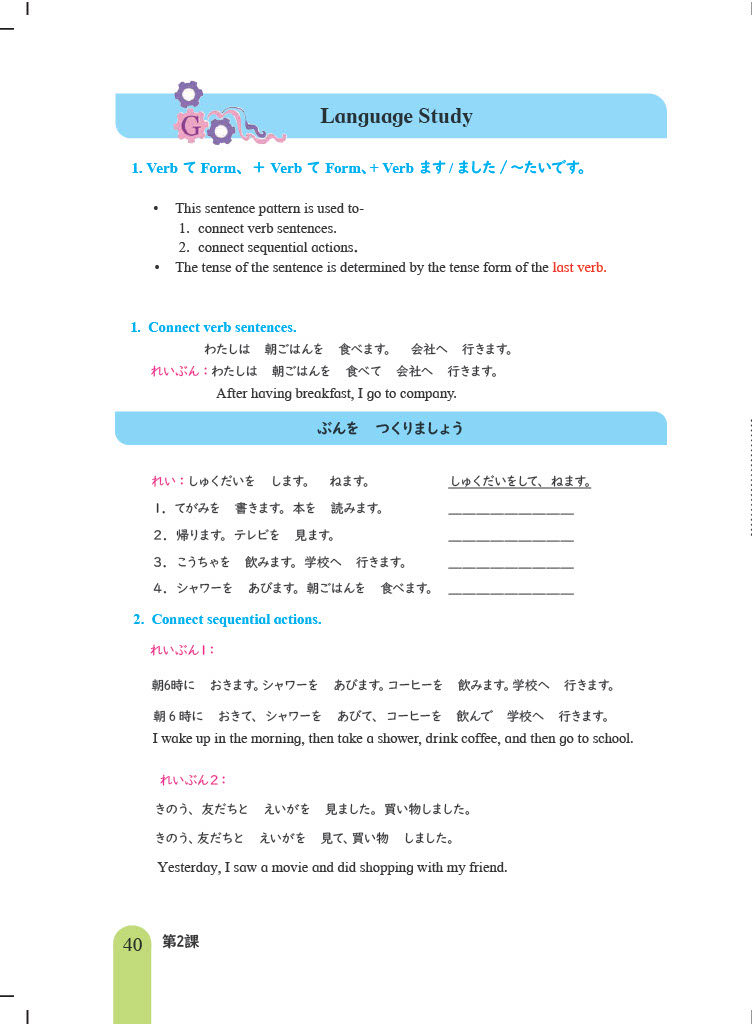 G
Language Study
1. Verb て Form、 ＋ Verb て Form、+ Verb ます / ました / ～たいです。
• This sentence pattern is used to-
1. connect verb sentences.
2. connect sequential actions.
• The tense of the sentence is determined by the tense form of the last verb.
1. Connect verb sentences.
わたしは　朝ごはんを　食べます。　会社へ　行きます。
れいぶん：わたしは　朝ごはんを　食べて　会社へ　行きます。
After having breakfast, I go to company.
ぶんを　つくりましょう
れい：しゅくだいを　します。　ねます。　しゅくだいをして、ねます。
1. てがみを　書きます。本を　読みます。　__________________
2. 帰ります。テレビを　見ます。　__________________
3. こうちゃを　飲みます。学校へ　行きます。　__________________
4. シャワーを　あびます。朝ごはんを　食べます。　__________________
2. Connect sequential actions.
れいぶん1：
朝6時に　おきます。シャワーを　あびます。コーヒーを　飲みます。学校へ　行きます。
朝 6 時に　おきて、シャワーを　あびて、コーヒーを　飲んで　学校へ　行きます。
I wake up in the morning, then take a shower, drink coffee, and then go to school.
れいぶん2：
きのう、友だちと　えいがを　見ました。買い物しました。
きのう、友だちと　えいがを　見て、買い物　しました。
Yesterday, I saw a movie and did shopping with my friend.
40 第2課